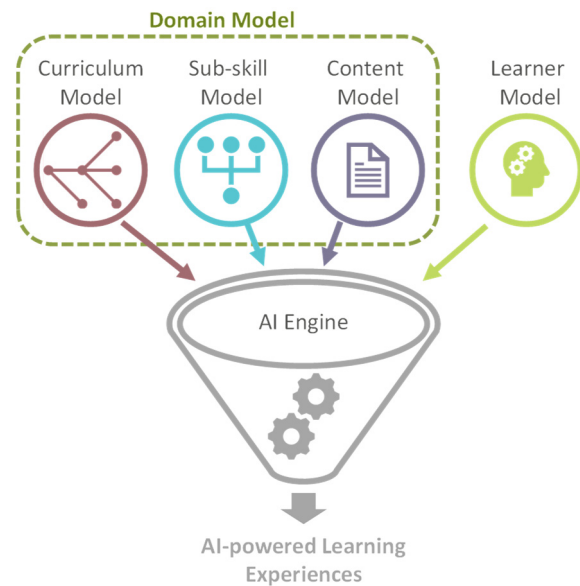 Domain Model
Curriculum
Model
Sub-skill
Model
Content
Model
Learner
Model
AI Engine
AI-powered Learning
Experiences